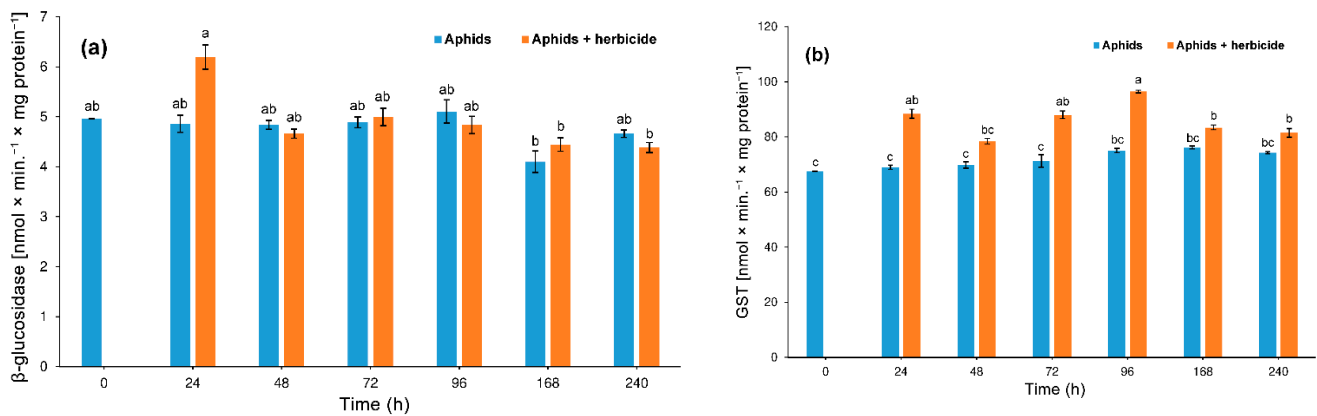 (a)
Aphids
Aphids + herbicide
β-glucosidase [nmol × min.⁻¹ × mg protein⁻¹]
7
6
5
4
3
2
1
0
ab
ab
a
ab
ab
ab
ab
ab
ab
b
b
ab
b
0 24 48 72 96 168 240
Time (h)
(b)
Aphids
Aphids + herbicide
GST [nmol × min.⁻¹ × mg protein⁻¹]
120
100
80
60
40
20
0
c
c
ab
c
bc
c
ab
bc
a
bc
b
bc
b
0 24 48 72 96 168 240
Time (h)